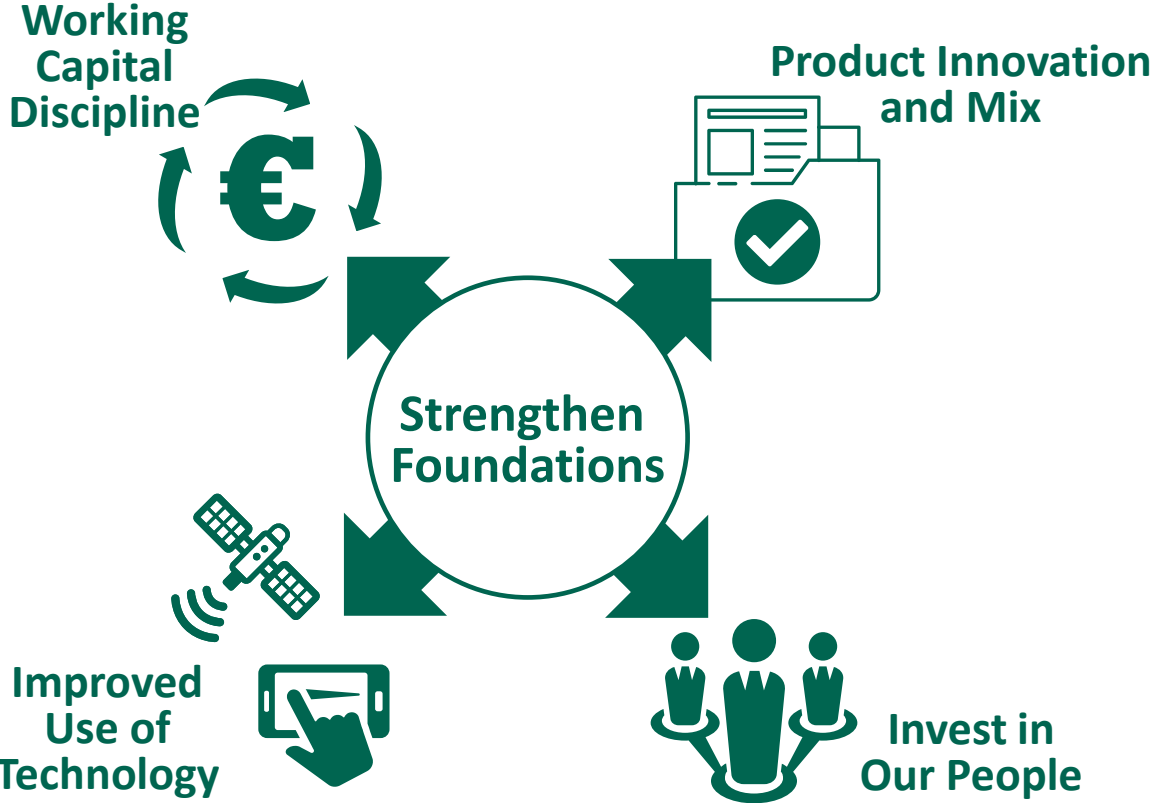 Working
Capital
Discipline
Product Innovation
and Mix
€
Strengthen
Foundations
Improved
Use of
Technology
Invest in
Our People